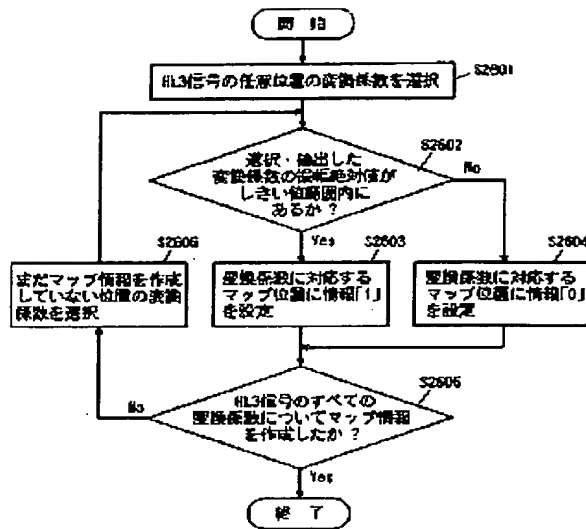 開 始
HL3信号の任意位置の変換係数を選択
S2601
選択・抽出した
変換係数の振幅絶対値が
しきい値範囲内に
あるか ?
S2602
No
Yes
S2606
まだマップ情報を作成
していない位置の変換
係数を選択
S2603
変換係数に対応する
マップ位置に情報「1」
を設定
S2604
変換係数に対応する
マップ位置に情報「0」
を設定
S2605
HL3信号のすべての
変換係数についてマップ情報
を作成したか ?
No
Yes
終 了